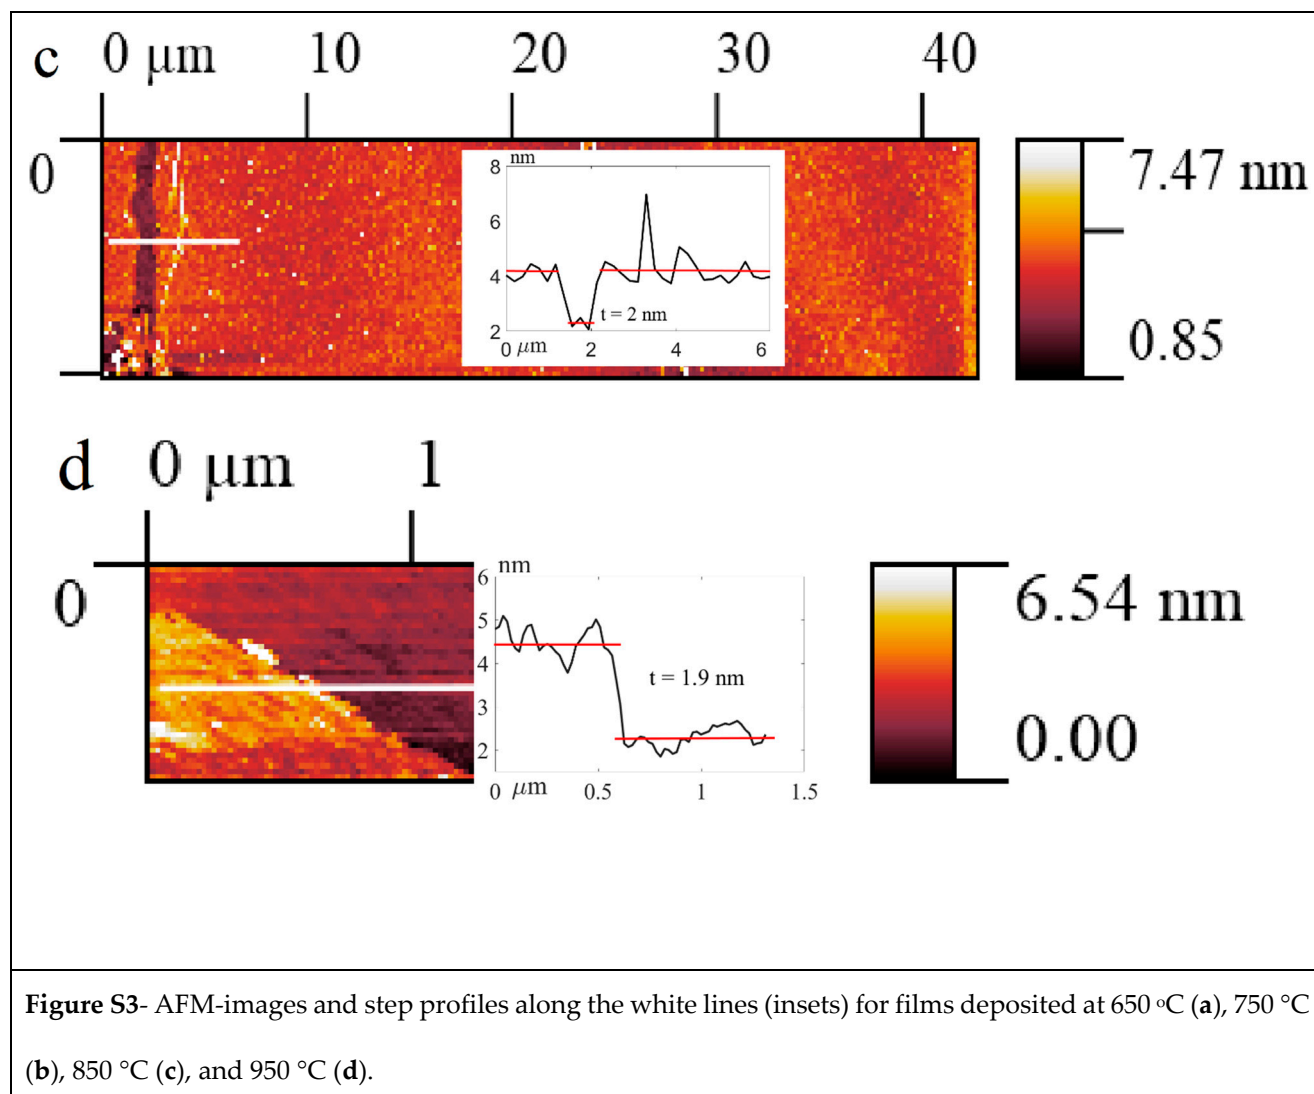 c 0 μm 10 20 30 40
0
nm
8
6
4
2
t = 2 nm
0 μm 2 4 6
7.47 nm
0.85
d 0 μm 1
0
nm
6
5
4
3
2
t = 1.9 nm
0 μm 0.5 1 1.5
6.54 nm
0.00
Figure S3- AFM-images and step profiles along the white lines (insets) for films deposited at 650 °C (a), 750 °C
(b), 850 °C (c), and 950 °C (d).